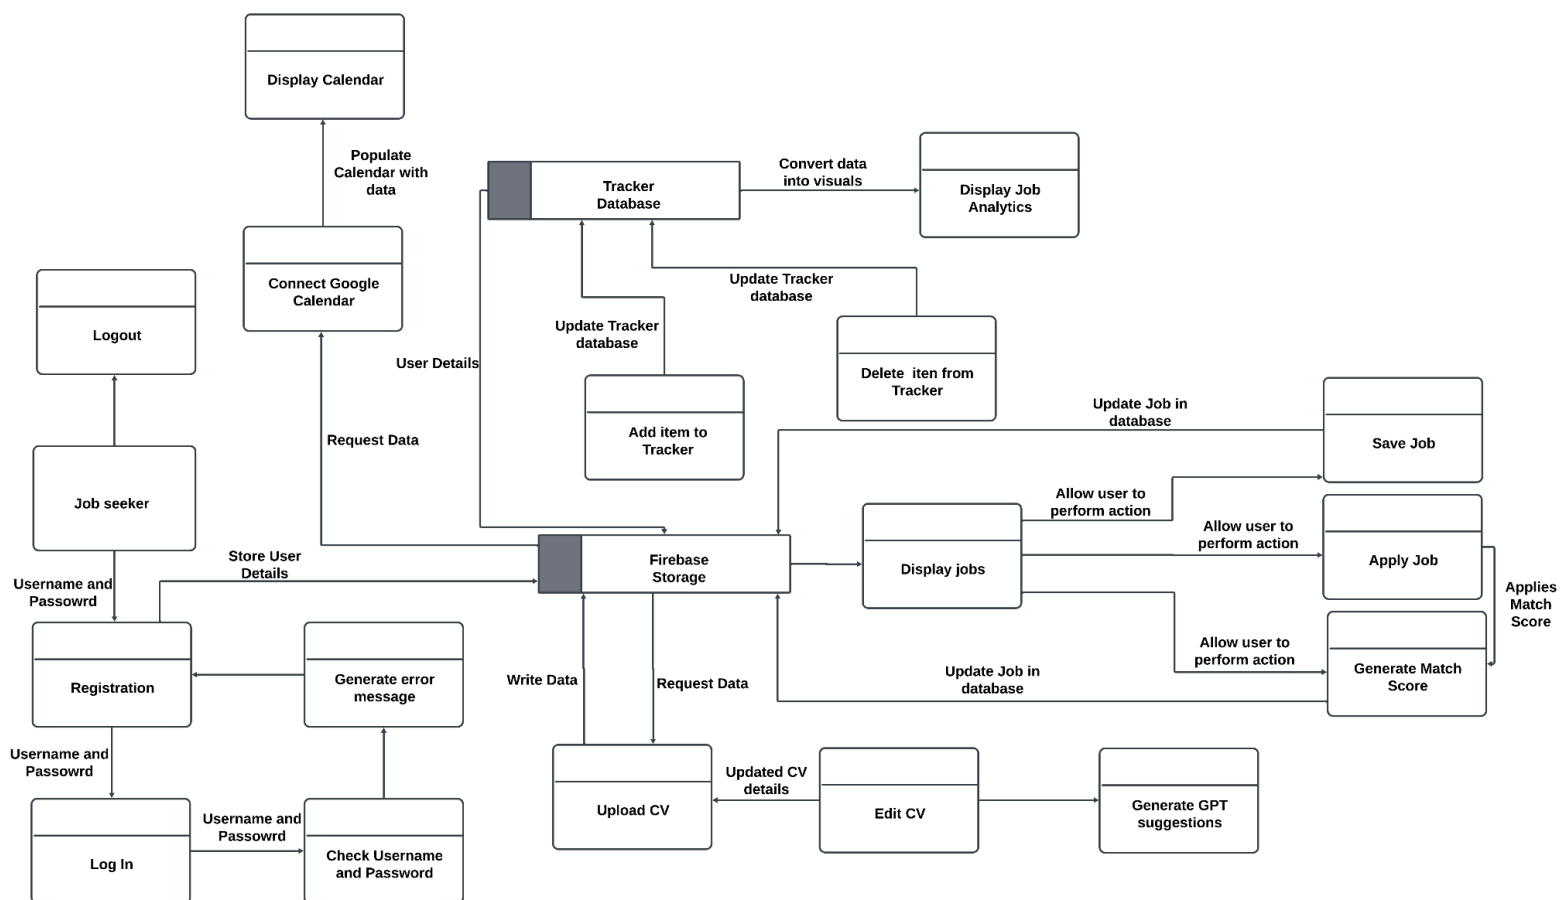 Display Calendar
Populate
Calendar with
data
Tracker
Database
Convert data
into visuals
Display Job
Analytics
Connect Google
Calendar
Update Tracker
database
Logout
User Details
Update Tracker
database
Delete  iten from
Tracker
Add item to
Tracker
Request Data
Update Job in
database
Save Job
Job seeker
Allow user to
perform action
Allow user to
perform action
Apply Job
Applies
Match
Score
Store User
Details
Firebase
Storage
Display jobs
Username and
Passowrd
Registration
Generate error
message
Write Data
Request Data
Update Job in
database
Allow user to
perform action
Generate Match
Score
Username and
Passowrd
Updated CV
details
Upload CV
Edit CV
Generate GPT
suggestions
Username and
Passowrd
Log In
Check Username
and Password